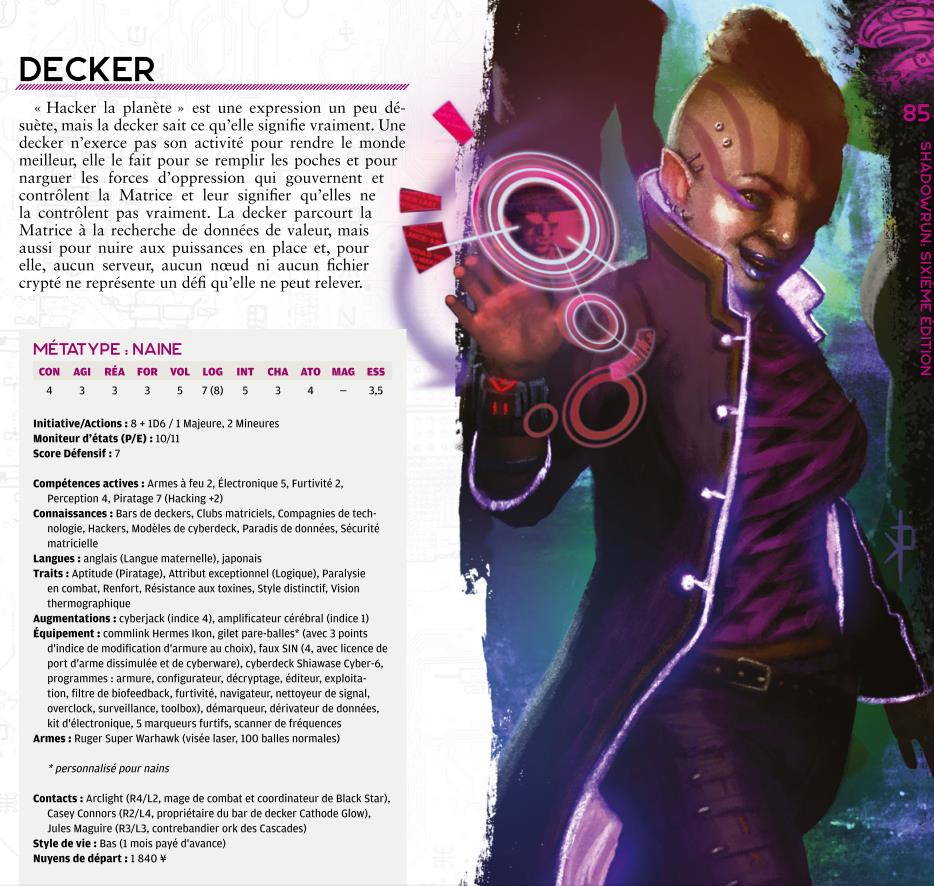 DECKER
« Hacker la planète » est une expression un peu dé-
suète, mais la decker sait ce qu'elle signifie vraiment. Une
decker n'exerce pas son activité pour rendre le monde
meilleur, elle le fait pour se remplir les poches et pour
narguer les forces d'oppression qui gouvernent et
contrôlent la Matrice et leur signifier qu'elles ne
la contrôlent pas vraiment. La decker parcourt la
Matrice à la recherche de données de valeur, mais
aussi pour nuire aux puissances en place et, pour
elle, aucun serveur, aucun nœud ni aucun fichier
crypté ne représente un défi qu'elle ne peut relever.
MÉTATYPE : NAINE
CON AGI RÉA FOR VOL LOG INT CHA ATO MAG ESS
4 3 3 3 5 7 (8) 5 3 4 – 3,5
Initiative/Actions : 8 + 1D6 / 1 Majeure, 2 Mineures
Moniteur d'états (P/E) : 10/11
Score Défensif : 7
Compétences actives : Armes à feu 2, Électronique 5, Furtivité 2,
Perception 4, Piratage 7 (Hacking +2)
Connaissances : Bars de deckers, Clubs matriciels, Compagnies de tech-
nologie, Hackers, Modèles de cyberdeck, Paradis de données, Sécurité
matricielle
Langues : anglais (Langue maternelle), japonais
Traits : Aptitude (Piratage), Attribut exceptionnel (Logique), Paralysie
en combat, Renfort, Résistance aux toxines, Style distinctif, Vision
thermographique
Augmentations : cyberjack (indice 4), amplificateur cérébral (indice 1)
Équipement : commlink Hermes Ikon, gilet pare-balles* (avec 3 points
d'indice de modification d'armure au choix), faux SIN (4, avec licence de
port d'arme dissimulée et de cyberware), cyberdeck Shiawase Cyber-6,
programmes : armure, configurateur, décryptage, éditeur, exploita-
tion, filtre de biofeedback, furtivité, navigateur, nettoyeur de signal,
overclock, surveillance, toolbox), démarqueur, dérivateur de données,
kit d'électronique, 5 marqueurs furtifs, scanner de fréquences
Armes : Ruger Super Warhawk (visée laser, 100 balles normales)
* personnalisé pour nains
Contacts : Arclight (R4/L2, mage de combat et coordinateur de Black Star),
Casey Connors (R2/L4, propriétaire du bar de decker Cathode Glow),
Jules Maguire (R3/L3, contrebandier ork des Cascades)
Style de vie : Bas (1 mois payé d'avance)
Nuyens de départ : 1 840 ¥
85
SHADOWRUN, SIXIÈME ÉDITION